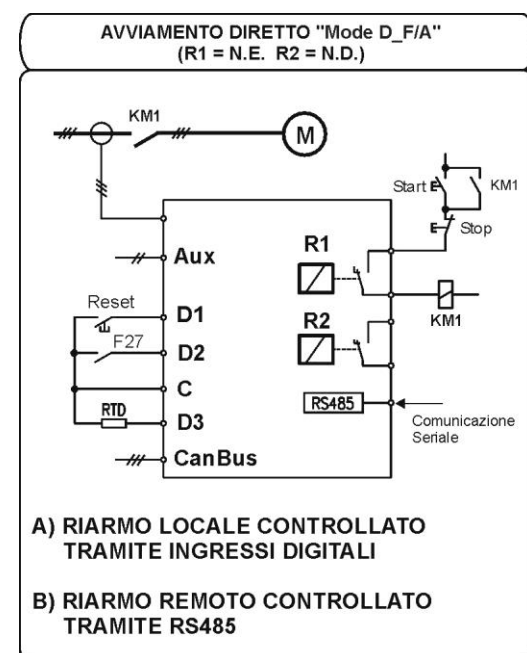 AVVIAMENTO DIRETTO "Mode D_F/A"
(R1 = N.E. R2 = N.D.)
KM1
M
Start
KM1
Stop
Aux
R1
KM1
Reset
D1
F27
D2
R2
C
RTD
D3
RS485
Comunicazione
Seriale
CanBus
A) RIARMO LOCALE CONTROLLATO
TRAMITE INGRESSI DIGITALI
B) RIARMO REMOTO CONTROLLATO
TRAMITE RS485